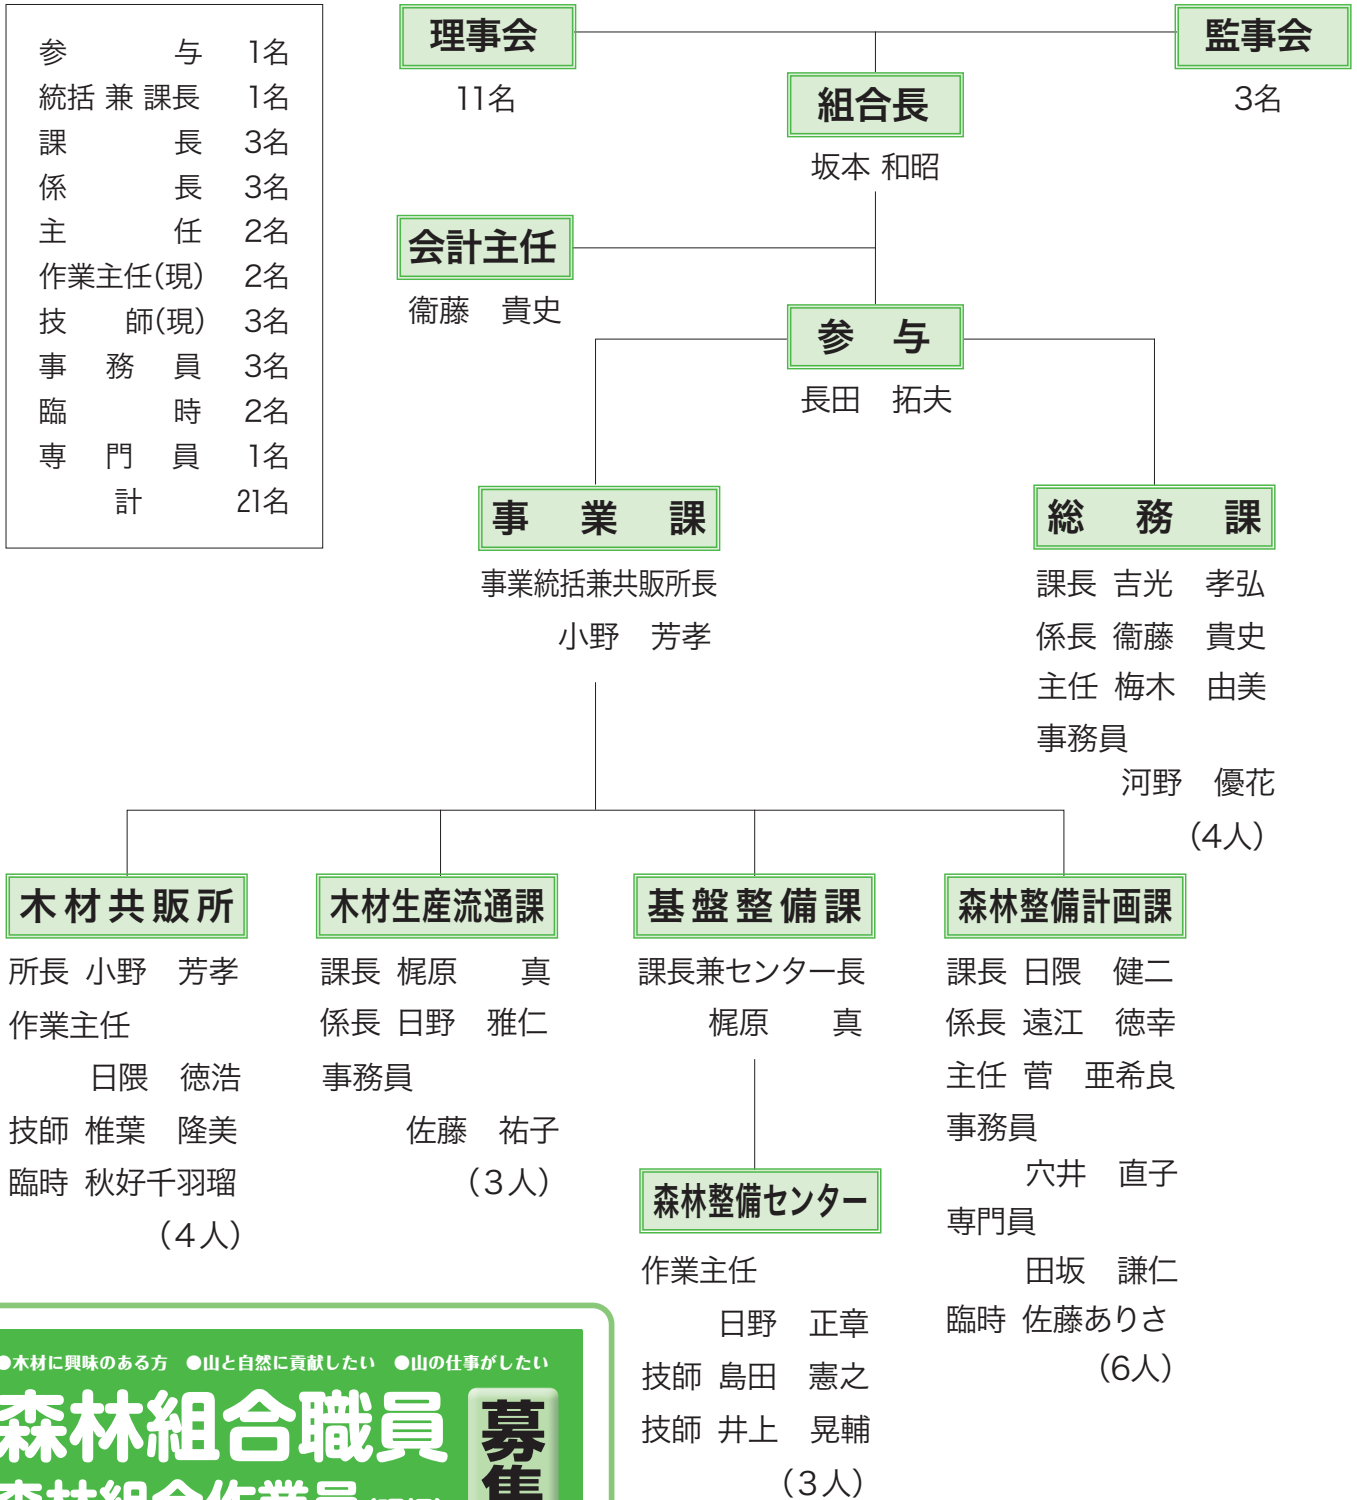 参与 1名
統括 兼 課長 1名
課長 3名
係長 3名
主任 2名
作業主任(現) 2名
技師(現) 3名
事務員 3名
臨時 2名
専門員 1名
計 21名
理事会
11名
監事会
3名
組合長
坂本 和昭
会計主任
衞藤 貴史
参与
長田 拓夫
事業課
事業統括兼共販所長
小野 芳孝
総務課
課長 吉光 孝弘
係長 衞藤 貴史
主任 梅木 由美
事務員
河野 優花
(4人)
木材共販所
所長 小野 芳孝
作業主任
日隈 徳浩
技師 椎葉 隆美
臨時 秋好千羽瑠
(4人)
木材生産流通課
課長 梶原 真
係長 日野 雅仁
事務員
佐藤 祐子
(3人)
基盤整備課
課長兼センター長
梶原 真
森林整備センター
作業主任
日野 正章
技師 島田 憲之
技師 井上 晃輔
(3人)
森林整備計画課
課長 日隈 健二
係長 遠江 徳幸
主任 菅 亜希良
事務員
穴井 直子
専門員
田坂 謙仁
臨時 佐藤ありさ
(6人)
●木材に興味のある方 ●山と自然に貢献したい ●山の仕事がしたい
森林組合職員
森林組合作業員
募集